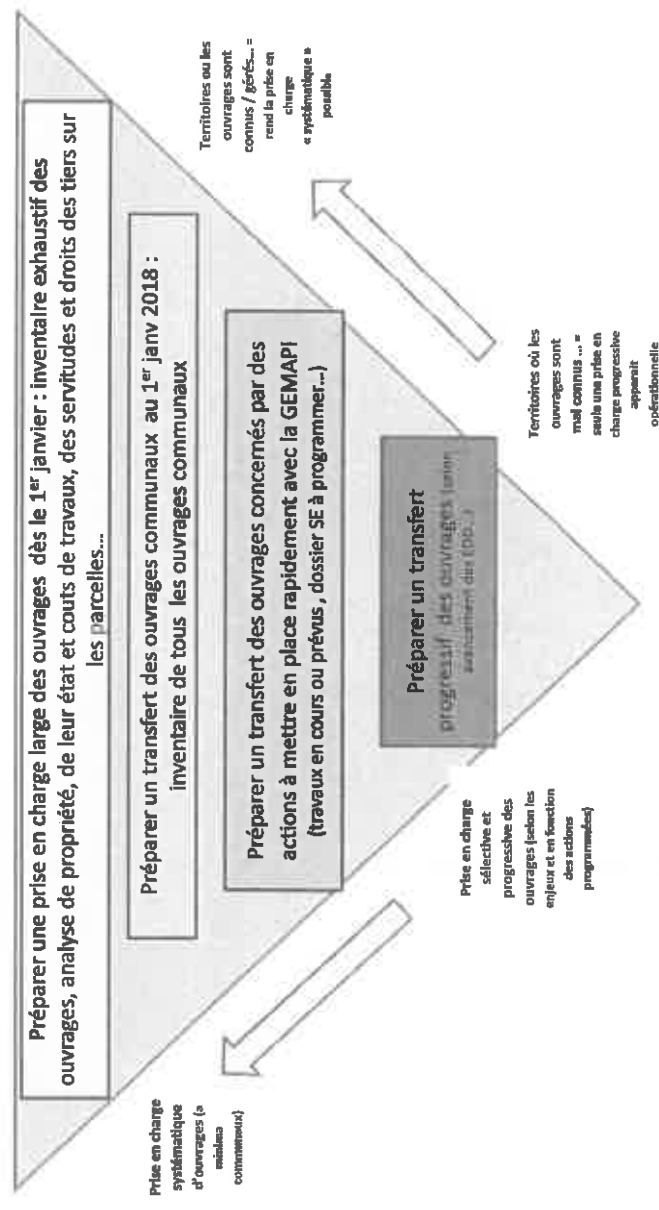 Préparer une prise en charge large des ouvrages dès le 1er janvier : inventaire exhaustif des
ouvrages, analyse de propriété, de leur état et couts de travaux, des servitudes et droits des tiers sur
les parcelles...
Préparer un transfert des ouvrages communaux au 1er janv 2018 :
inventaire de tous les ouvrages communaux
Préparer un transfert des ouvrages concernés par des
actions à mettre en place rapidement avec la GEMAPI
(travaux en cours ou prévus , dossier SE à programmer...)
Préparer un transfert
progressif des ouvrages (selon
avancement des EDD...)
Prise en charge
systématique
d'ouvrages (a
minima
communaux)
Prise en charge
sélective et
progressive des
ouvrages (selon les
enjeux et en fonction
des actions
programmées)
Territoires ou les
ouvrages sont
connus / gérés... =
rend la prise en
charge
« systématique »
possible
Territoires où les
ouvrages sont
mal connus ... =
seule une prise en
charge progressive
apparait
opérationnelle